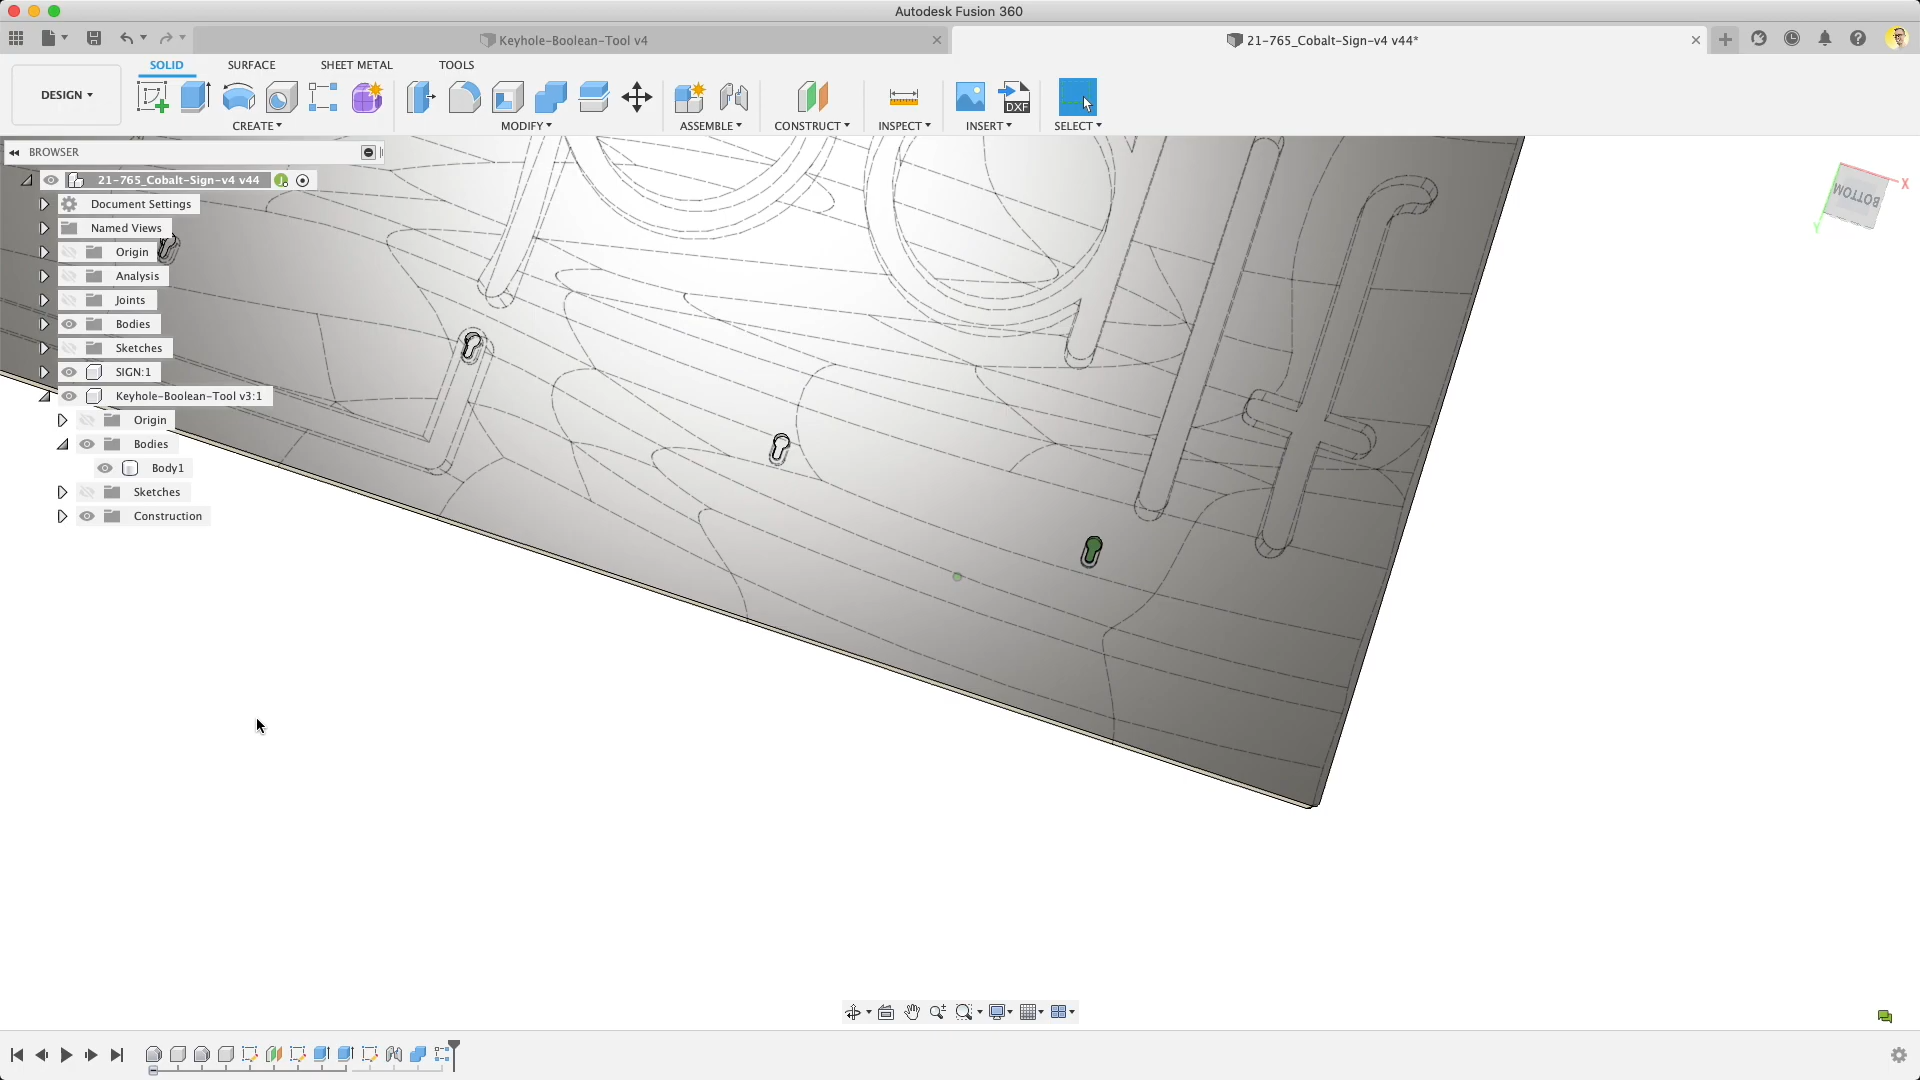 Autodesk Fusion 360
Keyhole-Boolean-Tool v4
21-765_Cobalt-Sign-v4 v44*
SOLID
SURFACE
SHEET METAL
TOOLS
DESIGN
CREATE
MODIFY
ASSEMBLE
CONSTRUCT
INSPECT
INSERT
SELECT
DXF
BROWSER
21-765_Cobalt-Sign-v4 v44
Document Settings
Named Views
Origin
Analysis
Joints
Bodies
Sketches
SIGN:1
Keyhole-Boolean-Tool v3:1
Origin
Bodies
Body1
Sketches
Construction
BOTTOM
X
Y